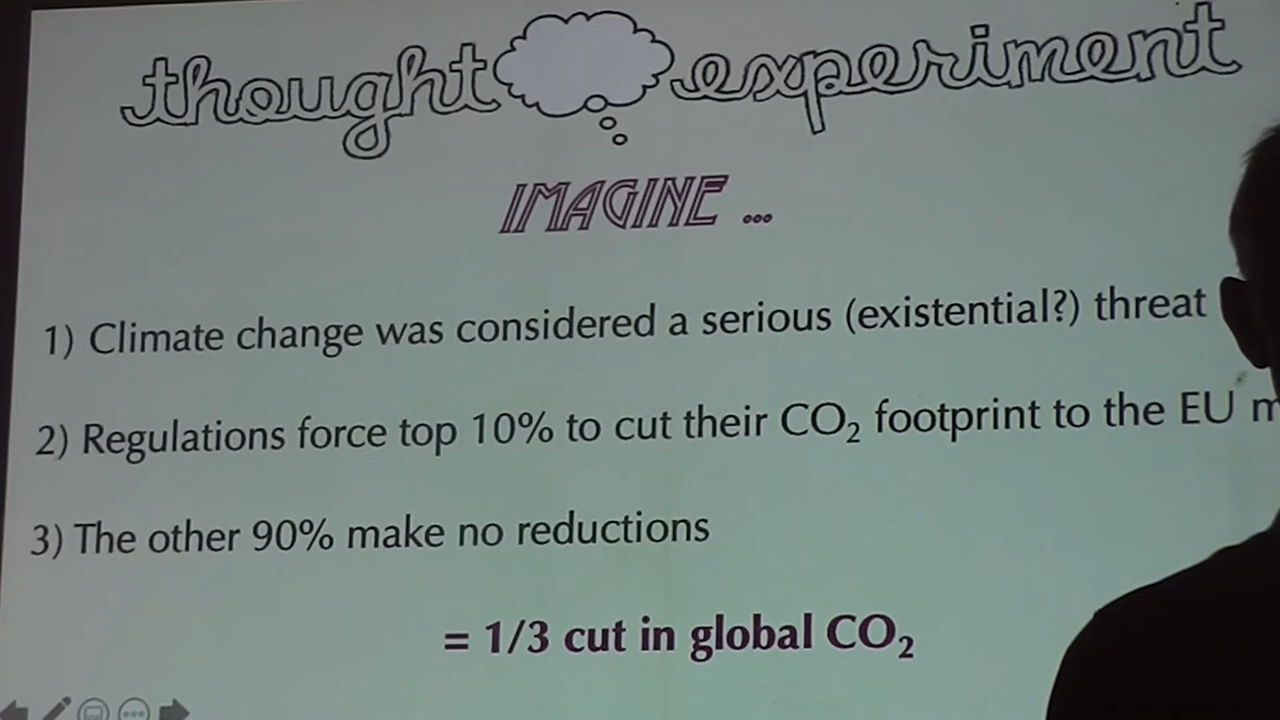 thought experiment
IMAGINE ...
1) Climate change was considered a serious (existential?) threat
2) Regulations force top 10% to cut their CO₂ footprint to the EU
3) The other 90% make no reductions
= 1/3 cut in global CO₂